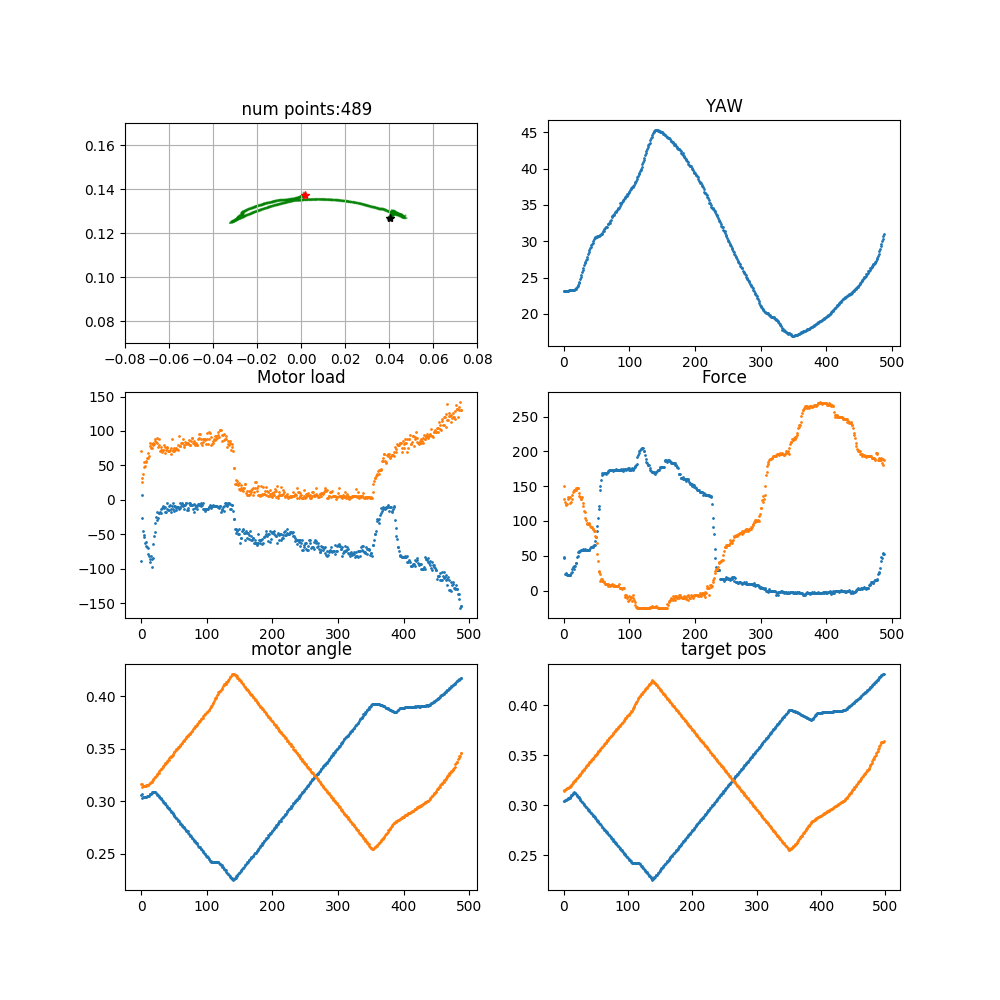 num points:489
0.16
0.14
0.12
0.10
0.08
−0.08 −0.06 −0.04 −0.02 0.00 0.02 0.04 0.06 0.08
YAW
45
40
35
30
25
20
0 100 200 300 400 500
Motor load
150
100
50
0
−50
−100
−150
0 100 200 300 400 500
Force
250
200
150
100
50
0
0 100 200 300 400 500
motor angle
0.40
0.35
0.30
0.25
0 100 200 300 400 500
target pos
0.40
0.35
0.30
0.25
0 100 200 300 400 500